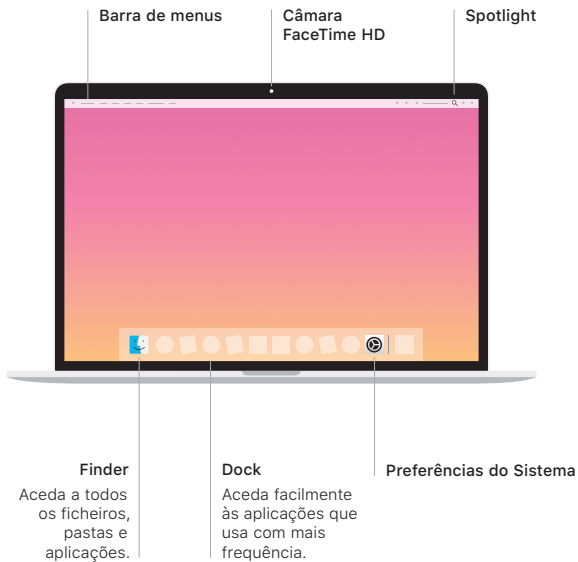 Barra de menus
Câmara
FaceTime HD
Spotlight
Finder
Aceda a todos
os ficheiros,
pastas e
aplicações.
Dock
Aceda facilmente
às aplicações que
usa com mais
frequência.
Preferências do Sistema